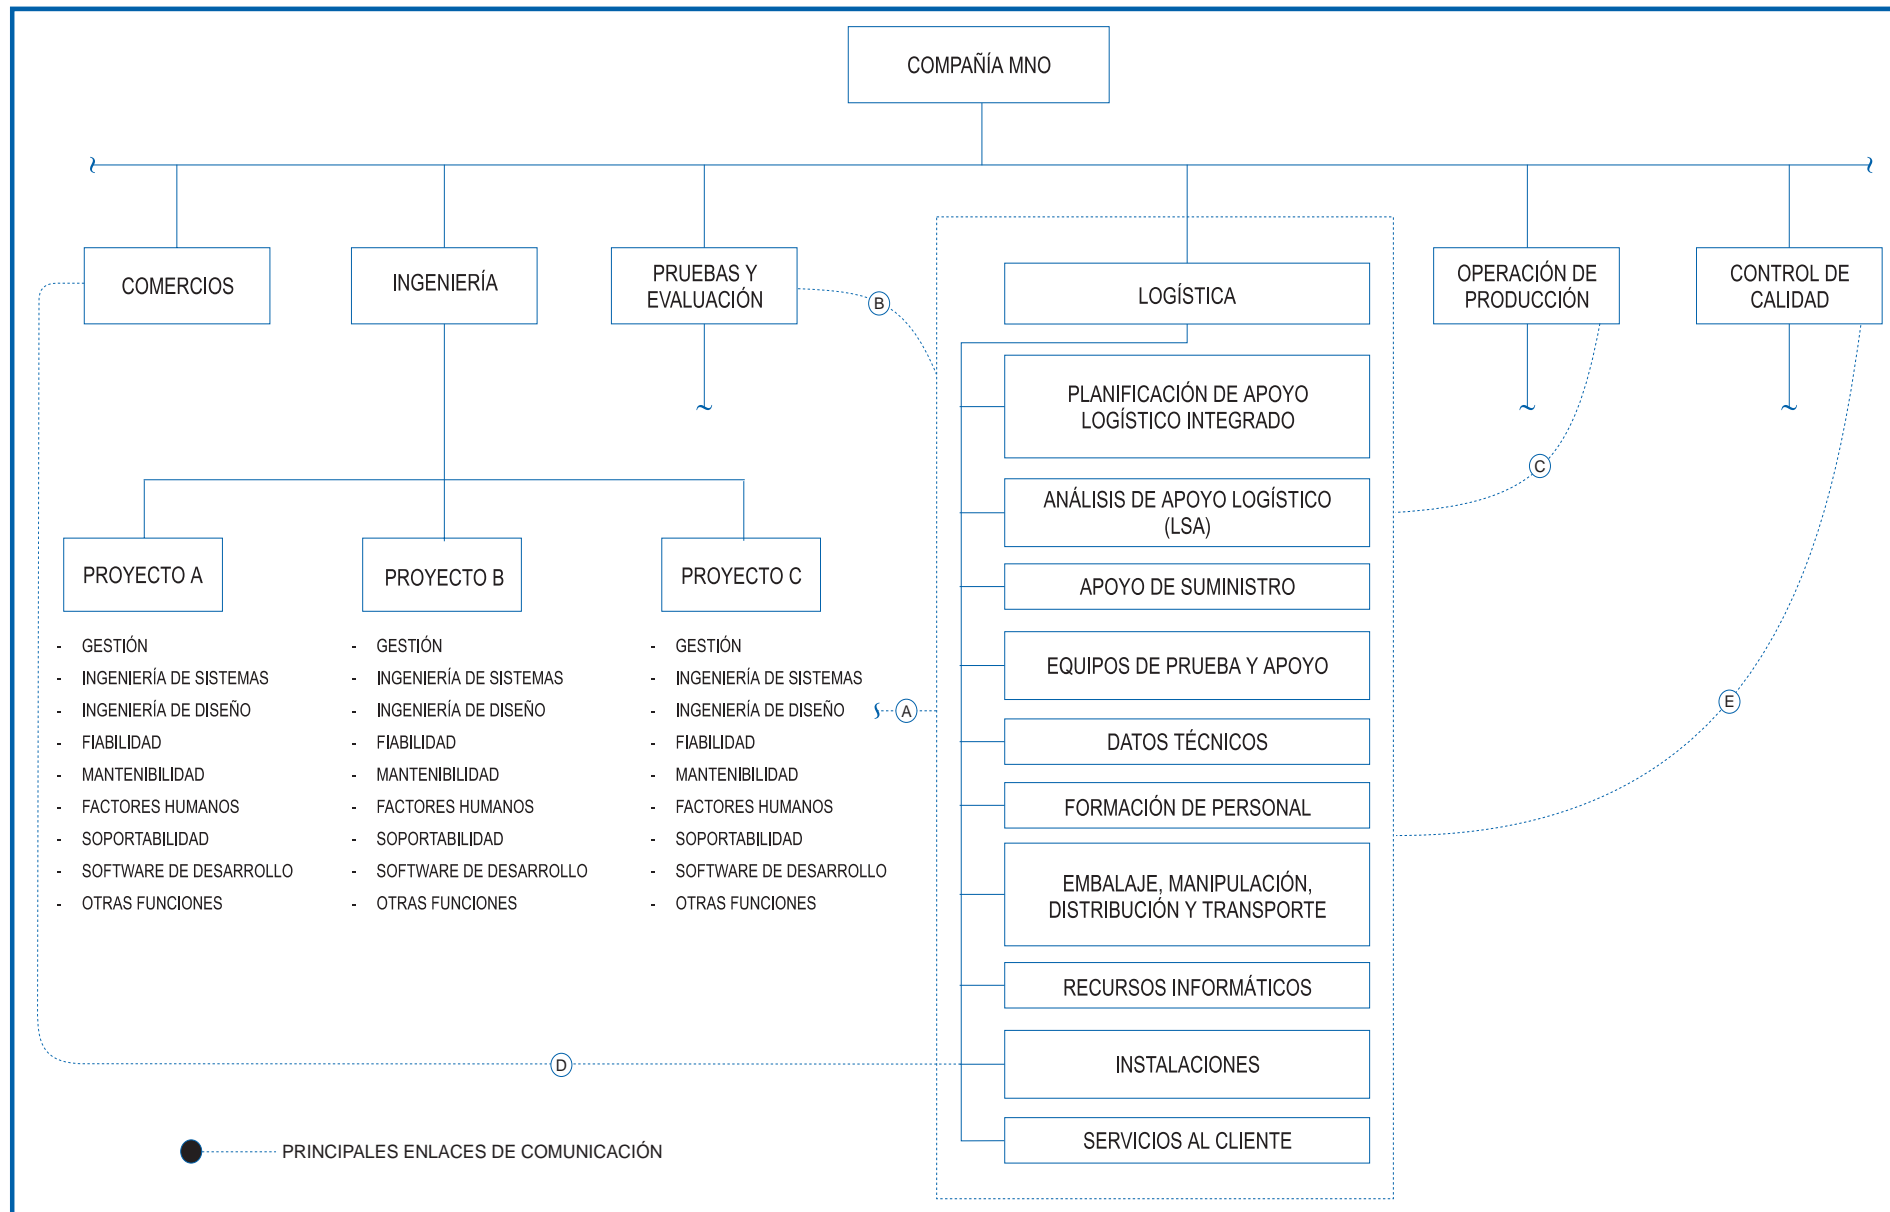 COMPAÑÍA MNO
COMERCIOS
INGENIERÍA
PRUEBAS Y
EVALUACIÓN
B
LOGÍSTICA
OPERACIÓN DE
PRODUCCIÓN
CONTROL DE
CALIDAD
PLANIFICACIÓN DE APOYO
LOGÍSTICO INTEGRADO
C
ANÁLISIS DE APOYO LOGÍSTICO
(LSA)
APOYO DE SUMINISTRO
EQUIPOS DE PRUEBA Y APOYO
E
DATOS TÉCNICOS
FORMACIÓN DE PERSONAL
EMBALAJE, MANIPULACIÓN,
DISTRIBUCIÓN Y TRANSPORTE
RECURSOS INFORMÁTICOS
INSTALACIONES
SERVICIOS AL CLIENTE
PROYECTO A
- GESTIÓN
- INGENIERÍA DE SISTEMAS
- INGENIERÍA DE DISEÑO
- FIABILIDAD
- MANTENIBILIDAD
- FACTORES HUMANOS
- SOPORTABILIDAD
- SOFTWARE DE DESARROLLO
- OTRAS FUNCIONES
PROYECTO B
- GESTIÓN
- INGENIERÍA DE SISTEMAS
- INGENIERÍA DE DISEÑO
- FIABILIDAD
- MANTENIBILIDAD
- FACTORES HUMANOS
- SOPORTABILIDAD
- SOFTWARE DE DESARROLLO
- OTRAS FUNCIONES
PROYECTO C
- GESTIÓN
- INGENIERÍA DE SISTEMAS
- INGENIERÍA DE DISEÑO
- FIABILIDAD
- MANTENIBILIDAD
- FACTORES HUMANOS
- SOPORTABILIDAD
- SOFTWARE DE DESARROLLO
- OTRAS FUNCIONES
A
D
PRINCIPALES ENLACES DE COMUNICACIÓN